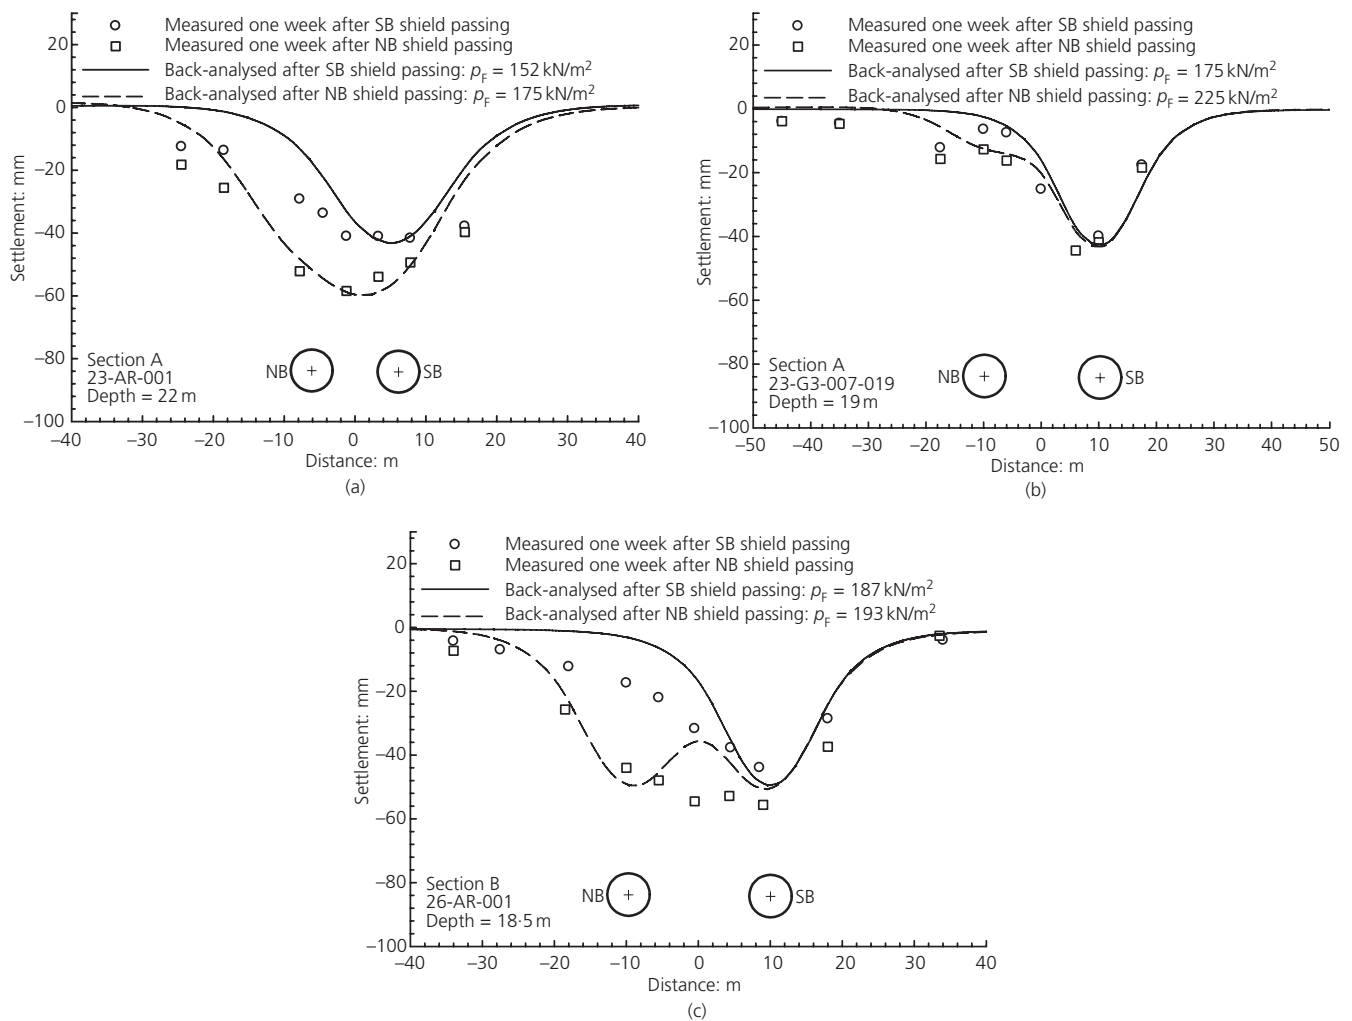 Measured one week after SB shield passing
Measured one week after NB shield passing
Back-analysed after SB shield passing: pF = 152 kN/m2
Back-analysed after NB shield passing: pF = 175 kN/m2
20
0
−20
−40
−60
−80
−100
Settlement: mm
Section A
23-AR-001
Depth = 22 m
NB
SB
−40 −30 −20 −10 0 10 20 30 40
Distance: m
(a)
Measured one week after SB shield passing
Measured one week after NB shield passing
Back-analysed after SB shield passing: pF = 175 kN/m2
Back-analysed after NB shield passing: pF = 225 kN/m2
20
0
−20
−40
−60
−80
−100
Settlement: mm
Section A
23-G3-007-019
Depth = 19 m
NB
SB
−50 −40 −30 −20 −10 0 10 20 30 40 50
Distance: m
(b)
Measured one week after SB shield passing
Measured one week after NB shield passing
Back-analysed after SB shield passing: pF = 187 kN/m2
Back-analysed after NB shield passing: pF = 193 kN/m2
20
0
−20
−40
−60
−80
−100
Settlement: mm
Section B
26-AR-001
Depth = 18·5 m
NB
SB
−40 −30 −20 −10 0 10 20 30 40
Distance: m
(c)